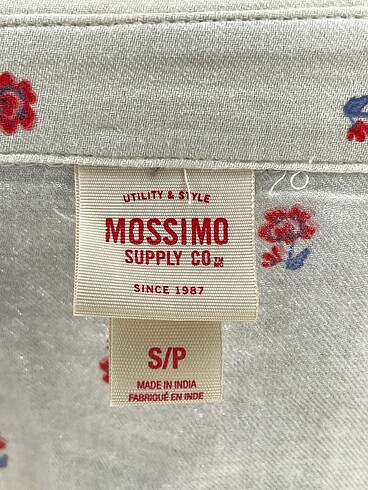 UTILITY & STYLE
MOSSIMO
SUPPLY CO.
SINCE 1987
S/P
MADE IN INDIA
FABRIQUÉ EN INDE